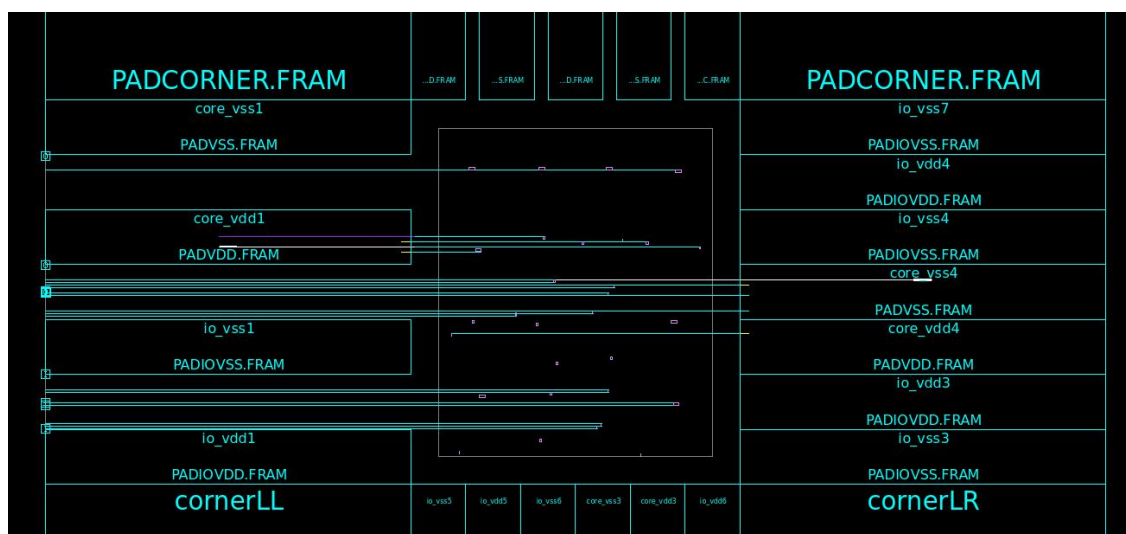 PADCORNER.FRAM
...D.FRAM
...S.FRAM
...D.FRAM
...S.FRAM
...C.FRAM
PADCORNER.FRAM
core_vss1
PADVSS.FRAM
core_vdd1
PADVDD.FRAM
io_vss1
PADIOVSS.FRAM
io_vdd1
PADIOVDD.FRAM
cornerLL
io_vss7
PADIOVSS.FRAM
io_vdd4
PADIOVDD.FRAM
io_vss4
PADIOVSS.FRAM
core_vss4
PADVSS.FRAM
core_vdd4
PADVDD.FRAM
io_vdd3
PADIOVDD.FRAM
io_vss3
PADIOVSS.FRAM
io_vss5
io_vdd5
io_vss6
core_vss3
core_vdd3
io_vdd6
cornerLR